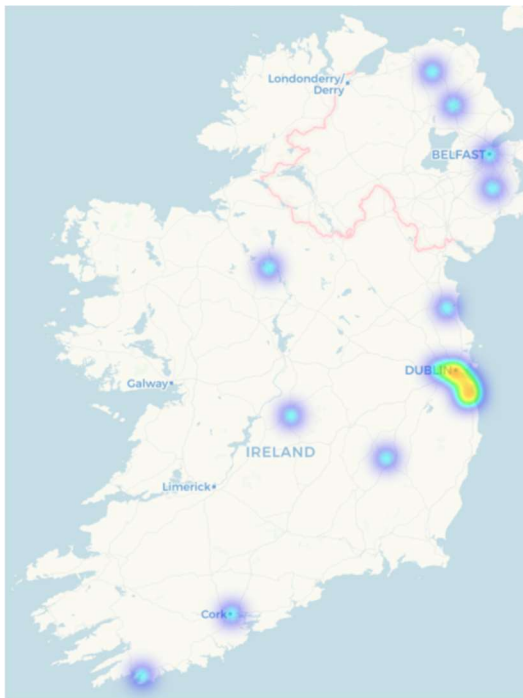 Londonderry/
Derry
BELFAST
DUBLIN
Galway
IRELAND
Limerick
Cork